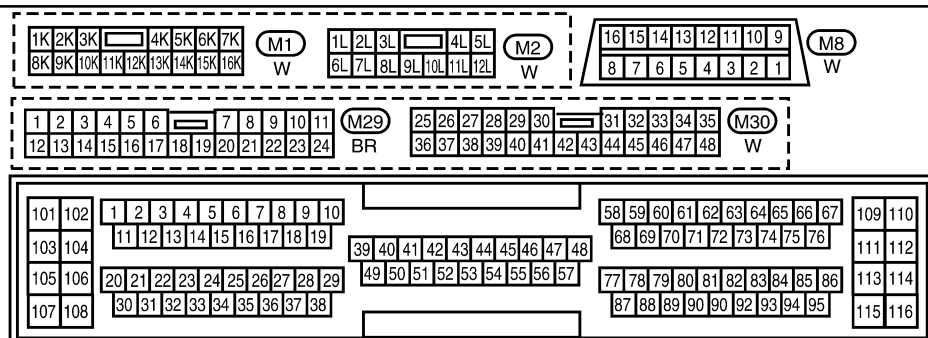 1K 2K 3K 4K 5K 6K 7K
8K 9K 10K 11K 12K 13K 14K 15K 16K
M1
W
1L 2L 3L 4L 5L
6L 7L 8L 9L 10L 11L 12L
M2
W
16 15 14 13 12 11 10 9
8 7 6 5 4 3 2 1
M8
W
1 2 3 4 5 6 7 8 9 10 11
12 13 14 15 16 17 18 19 20 21 22 23 24
M29
BR
25 26 27 28 29 30 31 32 33 34 35
36 37 38 39 40 41 42 43 44 45 46 47 48
M30
W
101 102
103 104
105 106
107 108
1 2 3 4 5 6 7 8 9 10
11 12 13 14 15 16 17 18 19
20 21 22 23 24 25 26 27 28 29
30 31 32 33 34 35 36 37 38
39 40 41 42 43 44 45 46 47 48
49 50 51 52 53 54 55 56 57
58 59 60 61 62 63 64 65 66 67
68 69 70 71 72 73 74 75 76
77 78 79 80 81 82 83 84 85 86
87 88 89 90 90 92 93 94 95
109 110
111 112
113 114
115 116